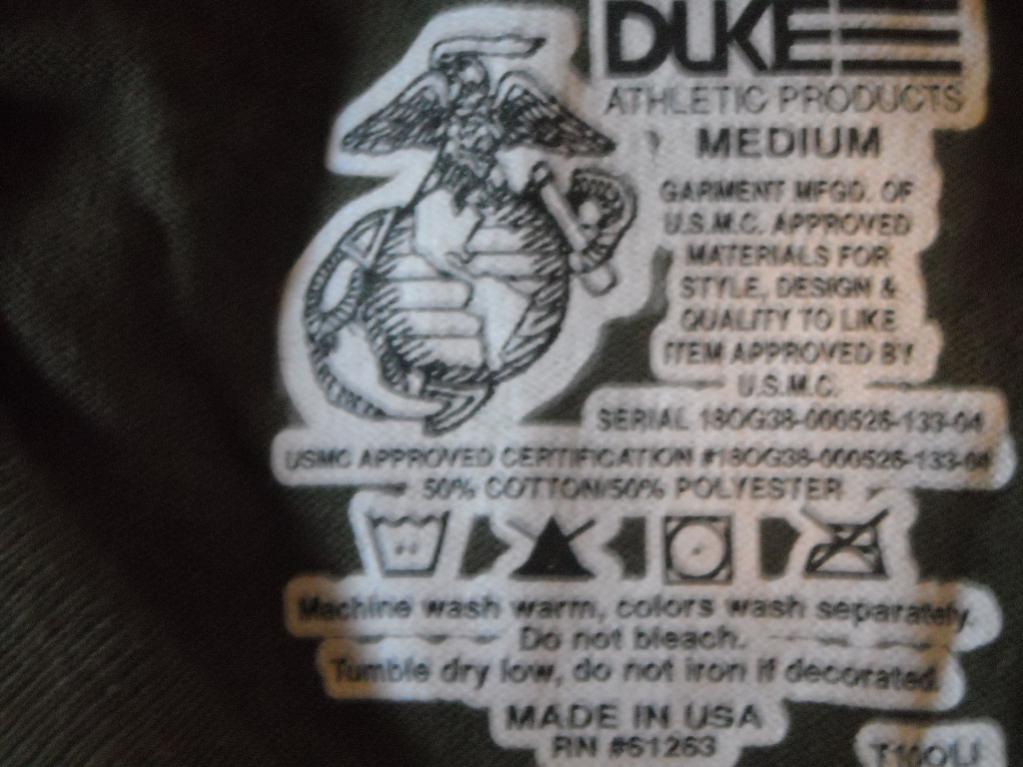 DUKE
ATHLETIC PRODUCTS
MEDIUM
GARMENT MFGD. OF
U.S.M.C. APPROVED
MATERIALS FOR
STYLE, DESIGN &
QUALITY TO LIKE
ITEM APPROVED BY
U.S.M.C.
SERIAL 180G38-000526-133-04
USMC APPROVED CERTIFICATION #180G38-000526-133-04
50% COTTON/50% POLYESTER
Machine wash warm, colors wash separately.
Do not bleach.
Tumble dry low, do not iron if decorated.
MADE IN USA
RN #61263